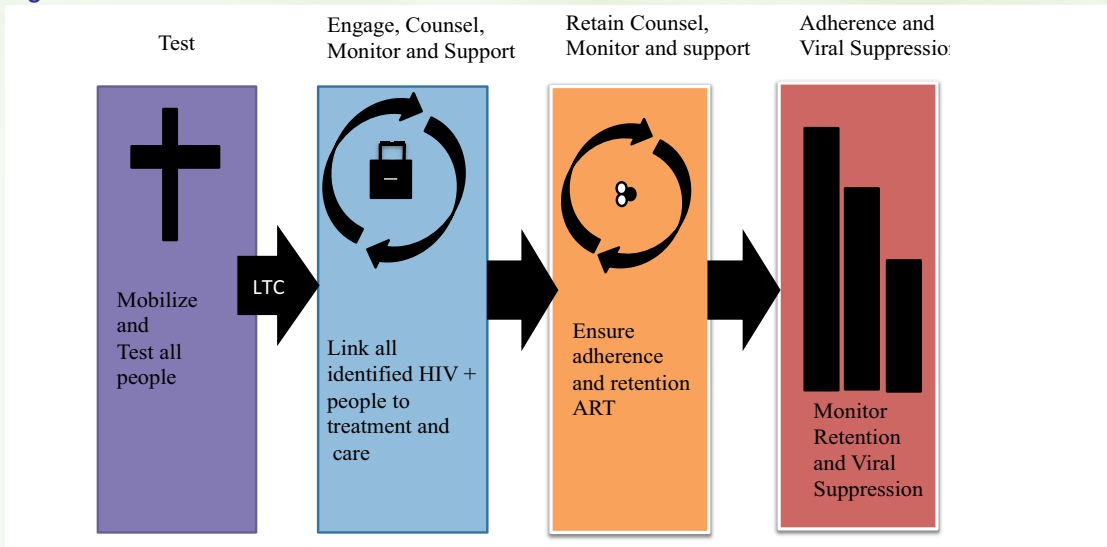 Test
Engage, Counsel,
Monitor and Support
Retain Counsel,
Monitor and support
Adherence and
Viral Suppressio
Mobilize
and
Test all
people
LTC
Link all
identified HIV +
people to
treatment and
care
Ensure
adherence
and retention
ART
Monitor
Retention
and Viral
Suppression